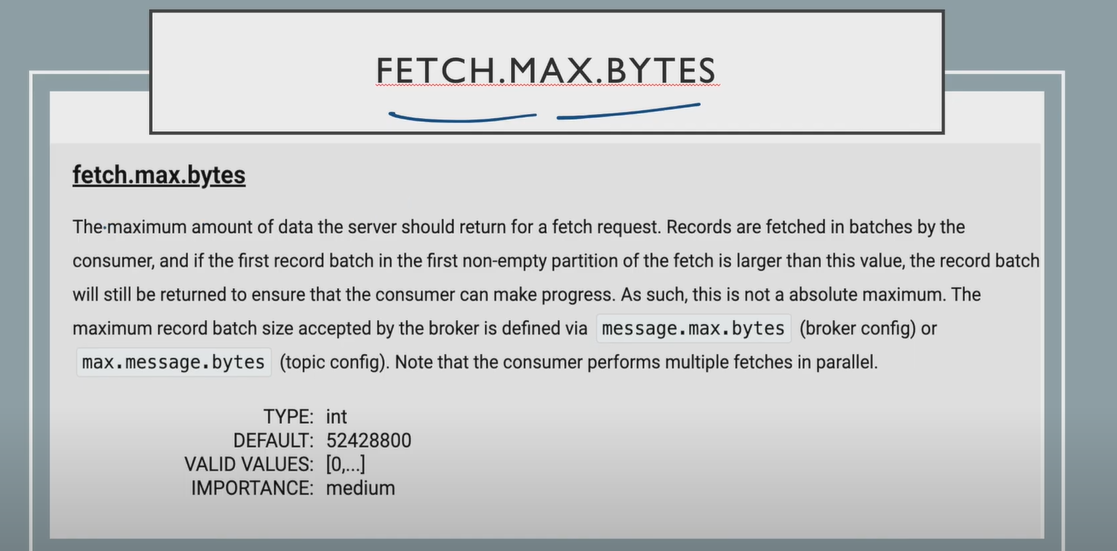 FETCH.MAX.BYTES
fetch.max.bytes
The maximum amount of data the server should return for a fetch request. Records are fetched in batches by the
consumer, and if the first record batch in the first non-empty partition of the fetch is larger than this value, the record batch
will still be returned to ensure that the consumer can make progress. As such, this is not a absolute maximum. The
maximum record batch size accepted by the broker is defined via message.max.bytes (broker config) or
max.message.bytes (topic config). Note that the consumer performs multiple fetches in parallel.
TYPE: int
DEFAULT: 52428800
VALID VALUES: [0,...]
IMPORTANCE: medium